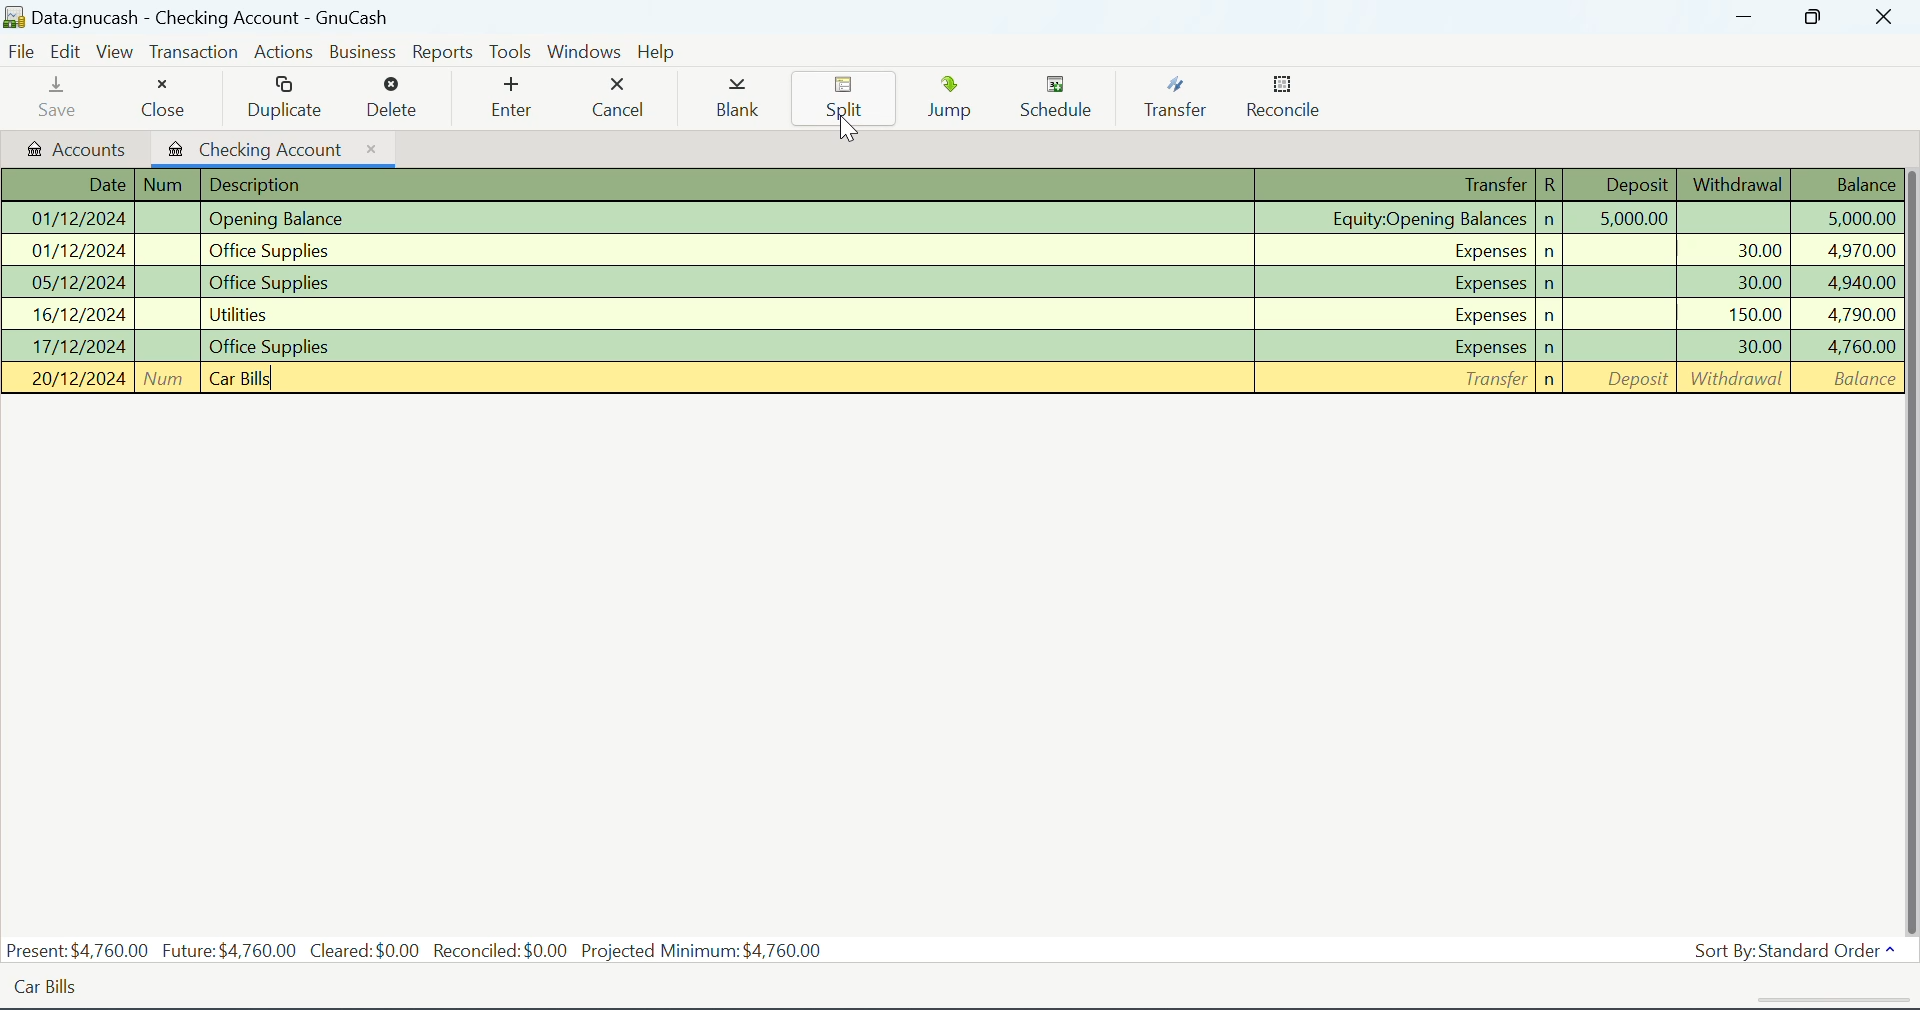 Data.gnucash - Checking Account - GnuCash
File Edit View Transaction Actions Business Reports Tools Windows Help
Save Close Duplicate Delete Enter Cancel Blank Split Jump Schedule Transfer Reconcile
Accounts Checking Account
Date Num Description Transfer R Deposit Withdrawal Balance
01/12/2024 Opening Balance Equity:Opening Balances n 5,000.00 5,000.00
01/12/2024 Office Supplies Expenses n 30.00 4,970.00
05/12/2024 Office Supplies Expenses n 30.00 4,940.00
16/12/2024 Utilities Expenses n 150.00 4,790.00
17/12/2024 Office Supplies Expenses n 30.00 4,760.00
20/12/2024 Num Car Bills Transfer n Deposit Withdrawal Balance
Present:$4,760.00 Future:$4,760.00 Cleared:$0.00 Reconciled:$0.00 Projected Minimum:$4,760.00 Sort By:Standard Order
Car Bills